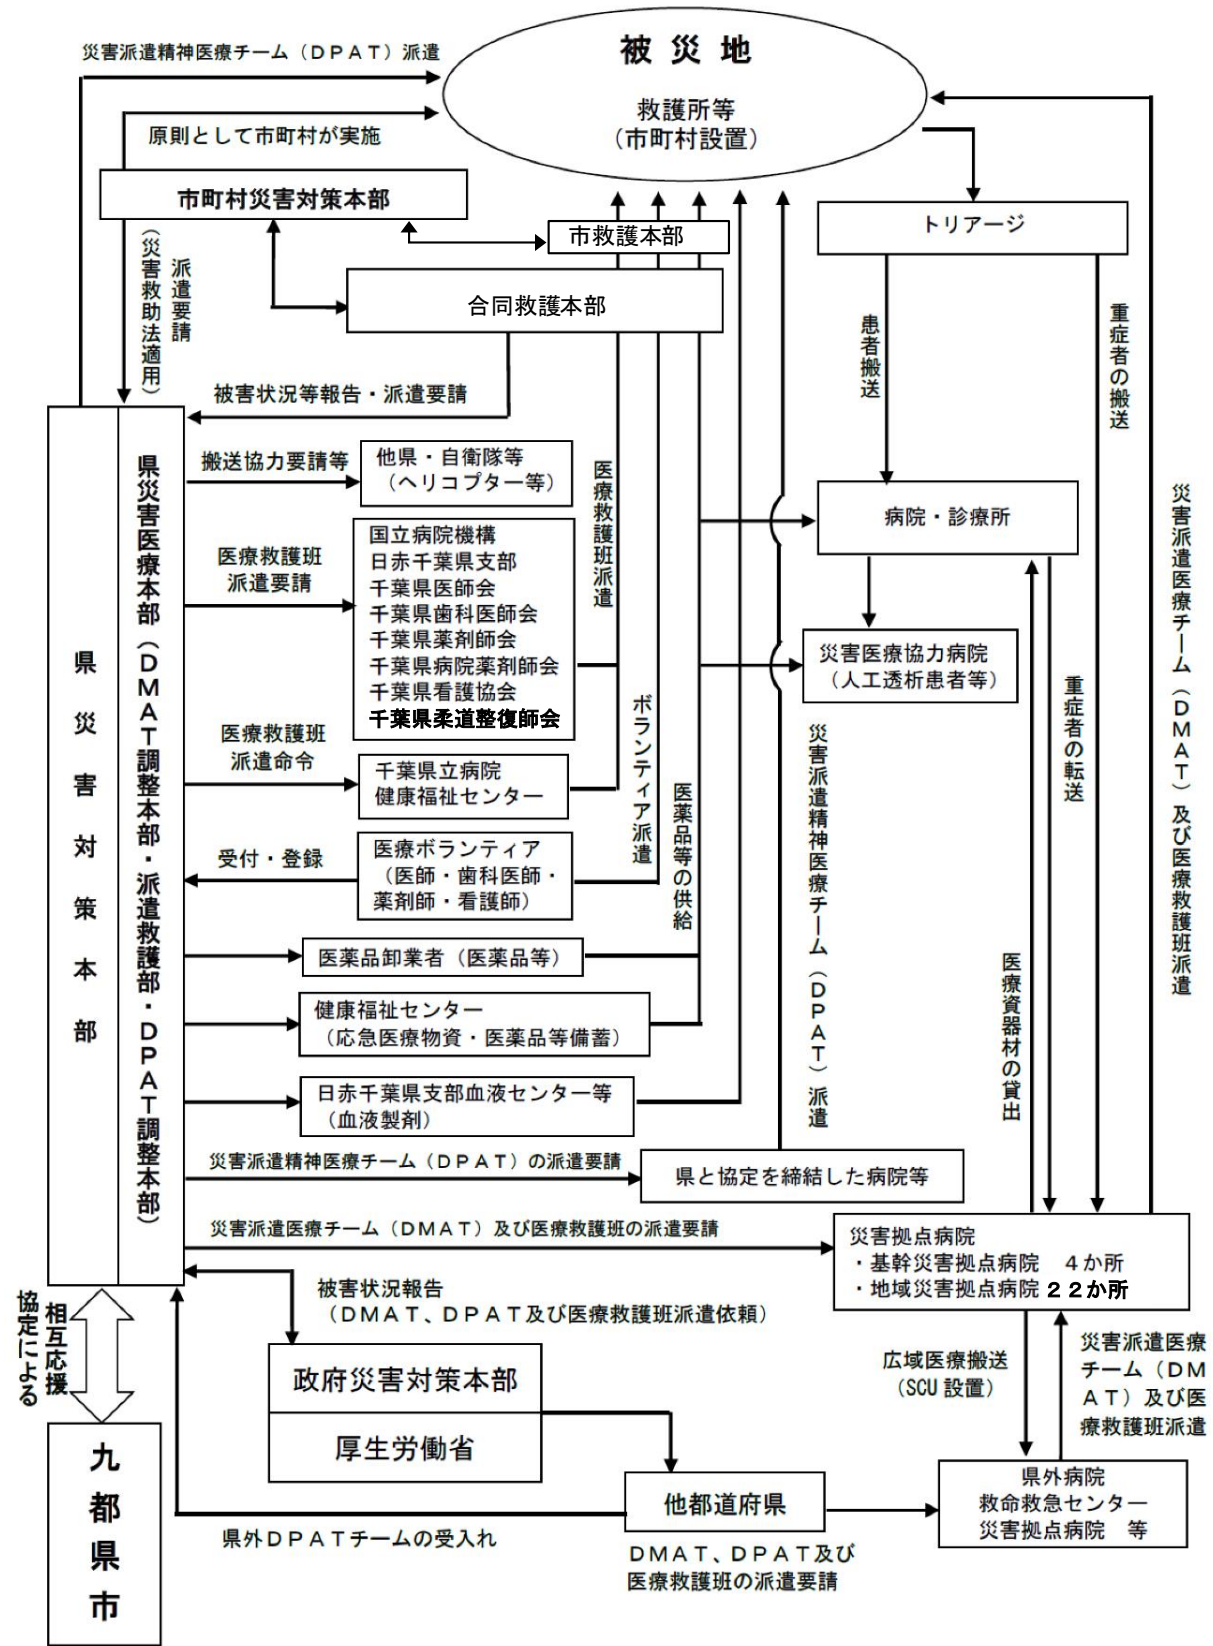 災害派遣精神医療チーム（ＤＰＡＴ）派遣
被災地
救護所等
（市町村設置）
原則として市町村が実施
市町村災害対策本部
市救護本部
トリアージ
派遣要請
（災害救助法適用）
合同救護本部
患者搬送
重症者の搬送
被害状況等報告・派遣要請
県災害対策本部
県災害医療本部（ＤＭＡＴ調整本部・派遣救護部・ＤＰＡＴ調整本部）
搬送協力要請等
他県・自衛隊等
（ヘリコプター等）
医療救護班派遣
病院・診療所
災害派遣医療チーム（ＤＭＡＴ）及び医療救護班派遣
医療救護班
派遣要請
国立病院機構
日赤千葉県支部
千葉県医師会
千葉県歯科医師会
千葉県薬剤師会
千葉県病院薬剤師会
千葉県看護協会
千葉県柔道整復師会
災害医療協力病院
（人工透析患者等）
重症者の転送
ボランティア派遣
災害派遣精神医療チーム（ＤＰＡＴ）派遣
医療救護班
派遣命令
千葉県立病院
健康福祉センター
医薬品等の供給
受付・登録
医療ボランティア
（医師・歯科医師・
薬剤師・看護師）
医薬品卸業者（医薬品等）
医療資器材の貸出
健康福祉センター
（応急医療物資・医薬品等備蓄）
日赤千葉県支部血液センター等
（血液製剤）
災害派遣精神医療チーム（ＤＰＡＴ）の派遣要請
県と協定を締結した病院等
災害派遣医療チーム（ＤＭＡＴ）及び医療救護班の派遣要請
災害拠点病院
・基幹災害拠点病院　４か所
・地域災害拠点病院 ２２か所
被害状況報告
（ＤＭＡＴ、ＤＰＡＴ及び医療救護班派遣依頼）
相互応援
協定による
政府災害対策本部
厚生労働省
広域医療搬送
（SCU 設置）
災害派遣医療
チーム（ＤＭ
ＡＴ）及び医
療救護班派遣
九都県市
他都道府県
県外病院
救命救急センター
災害拠点病院　等
県外ＤＰＡＴチームの受入れ
ＤＭＡＴ、ＤＰＡＴ及び
医療救護班の派遣要請